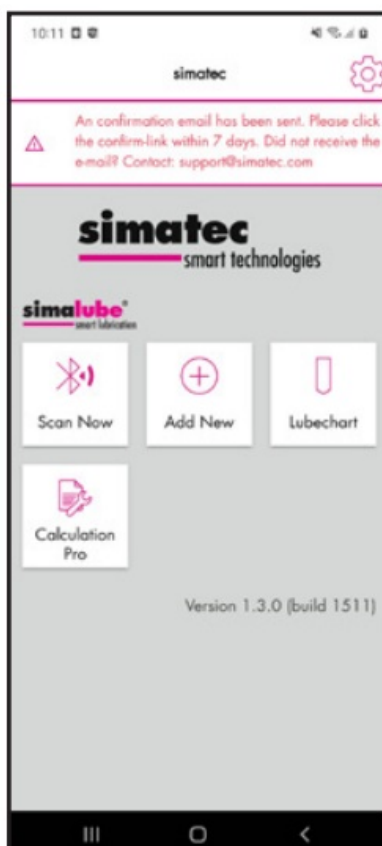 10:11
simatec
An confirmation email has been sent. Please click
the confirm-link within 7 days. Did not receive the
e-mail? Contact: support@simatec.com
simatec
smart technologies
simalube®
smart lubrication
Scan Now
Add New
Lubechart
Calculation
Pro
Version 1.3.0 (build 1511)